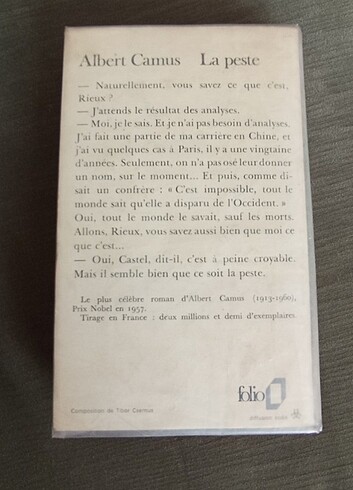 Albert Camus La peste
— Naturellement, vous savez ce que c'est,
Rieux ?
— J'attends le résultat des analyses.
— Moi, je le sais. Et je n'ai pas besoin d'analyses.
J'ai fait une partie de ma carrière en Chine, et
j'ai vu quelques cas à Paris, il y a une vingtaine
d'années. Seulement, on n'a pas osé leur donner
un nom, sur le moment... Et puis, comme di-
sait un confrère : « C'est impossible, tout le
monde sait qu'elle a disparu de l'Occident. »
Oui, tout le monde le savait, sauf les morts.
Allons, Rieux, vous savez aussi bien que moi ce
que c'est...
— Oui, Castel, dit-il, c'est à peine croyable.
Mais il semble bien que ce soit la peste.
Le plus célèbre roman d'Albert Camus (1913-1960),
Prix Nobel en 1957.
Tirage en France : deux millions et demi d'exemplaires.
folio
Composition de Tibor Csernus
diffusion sodis